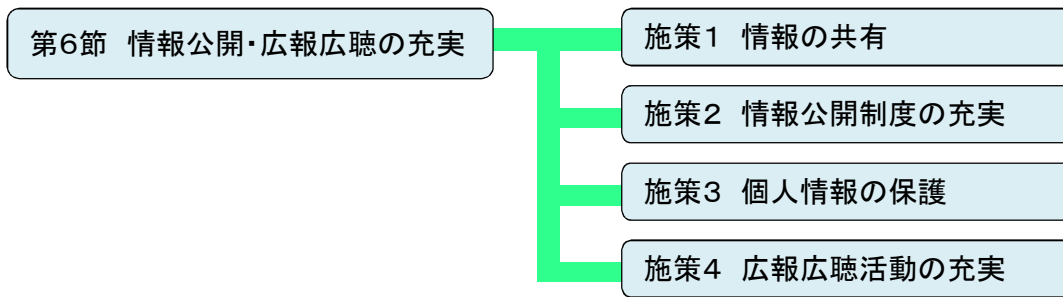 第6節 情報公開・広報広聴の充実
施策1 情報の共有
施策2 情報公開制度の充実
施策3 個人情報の保護
施策4 広報広聴活動の充実